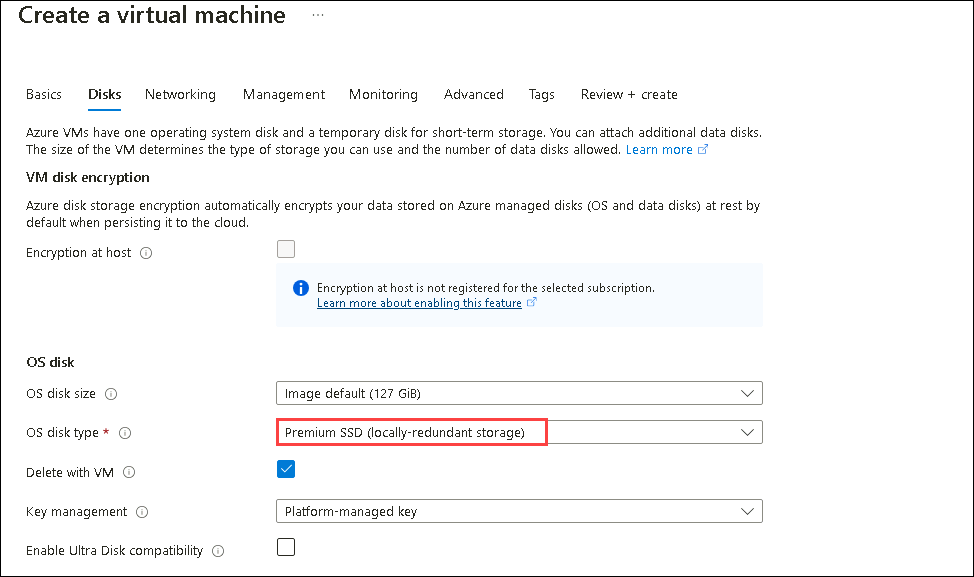 Create a virtual machine ...
Basics Disks Networking Management Monitoring Advanced Tags Review + create
Azure VMs have one operating system disk and a temporary disk for short-term storage. You can attach additional data disks.
The size of the VM determines the type of storage you can use and the number of data disks allowed. Learn more
VM disk encryption
Azure disk storage encryption automatically encrypts your data stored on Azure managed disks (OS and data disks) at rest by
default when persisting it to the cloud.
Encryption at host
Encryption at host is not registered for the selected subscription.
Learn more about enabling this feature
OS disk
OS disk size Image default (127 GiB)
OS disk type * Premium SSD (locally-redundant storage)
Delete with VM
Key management Platform-managed key
Enable Ultra Disk compatibility